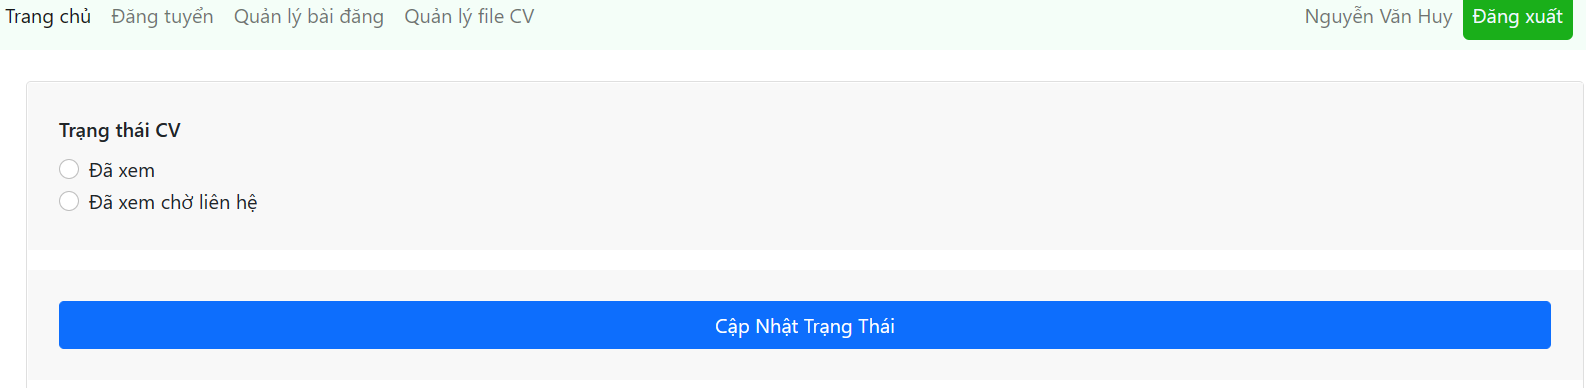 Trang chủ Đăng tuyển Quản lý bài đăng Quản lý file CV Nguyễn Văn Huy Đăng xuất
Trạng thái CV
Đã xem
Đã xem chờ liên hệ
Cập Nhật Trạng Thái